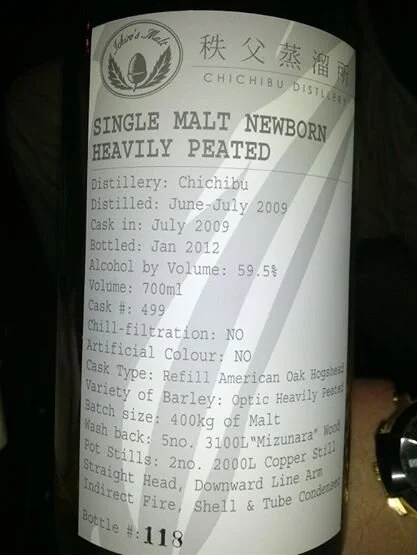 Ichiro's Malt
秩父蒸溜所
CHICHIBU DISTILLERY
SINGLE MALT NEWBORN
HEAVILY PEATED
Distillery: Chichibu
Distilled: June-July 2009
Cask in: July 2009
Bottled: Jan 2012
Alcohol by Volume: 59.5%
Volume: 700ml
Cask #: 499
Chill-filtration: NO
Artificial Colour: NO
Cask Type: Refill American Oak Hogshead
Variety of Barley: Optic Heavily Peated
Batch size: 400kg of Malt
Wash back: 5no. 3100L"Mizunara" Wood
Pot Stills: 2no. 2000L Copper Still
Straight Head, Downward Line Arm
Indirect Fire, Shell & Tube Condenser
Bottle #:118